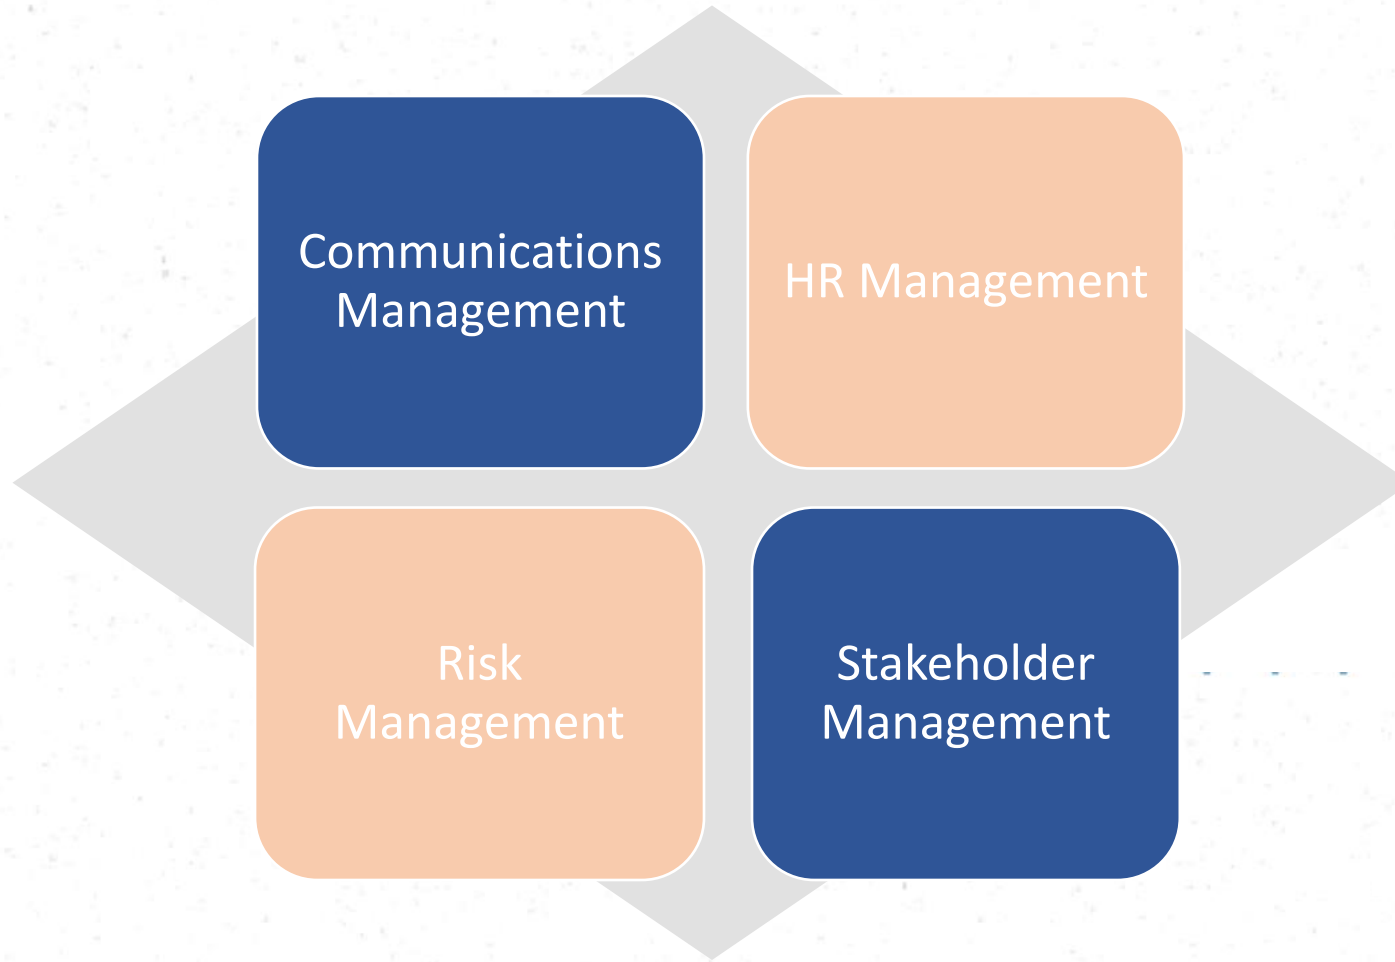 Communications
Management
HR Management
Risk
Management
Stakeholder
Management